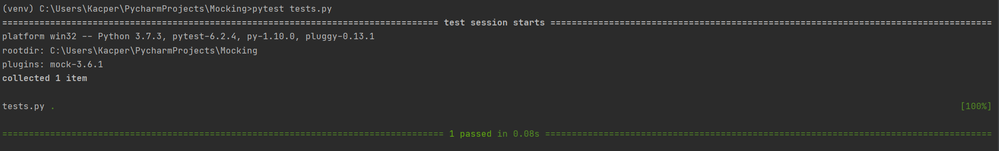 (venv) C:\Users\Kacper\PycharmProjects\Mocking>pytest tests.py
================================================================================== test session starts ===================================================================================
platform win32 -- Python 3.7.3, pytest-6.2.4, py-1.10.0, pluggy-0.13.1
rootdir: C:\Users\Kacper\PycharmProjects\Mocking
plugins: mock-3.6.1
collected 1 item
tests.py . [100%]
=================================================================================== 1 passed in 0.08s ====================================================================================